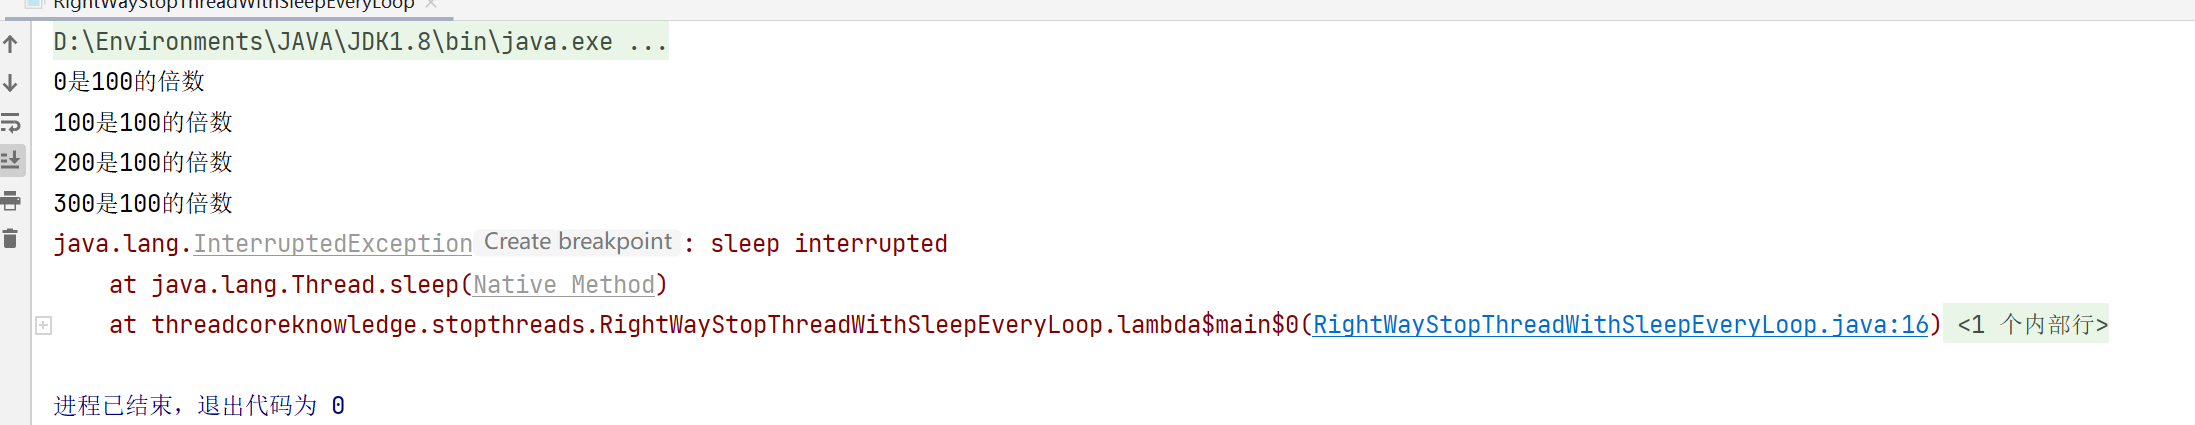 RightWayStopThreadWithSleepEveryLoop ×
D:\Environments\JAVA\JDK1.8\bin\java.exe ...
0是100的倍数
100是100的倍数
200是100的倍数
300是100的倍数
java.lang.InterruptedException Create breakpoint : sleep interrupted
at java.lang.Thread.sleep(Native Method)
at threadcoreknowledge.stopthreads.RightWayStopThreadWithSleepEveryLoop.lambda$main$0(RightWayStopThreadWithSleepEveryLoop.java:16) <1 个内部行>
进程已结束，退出代码为 0